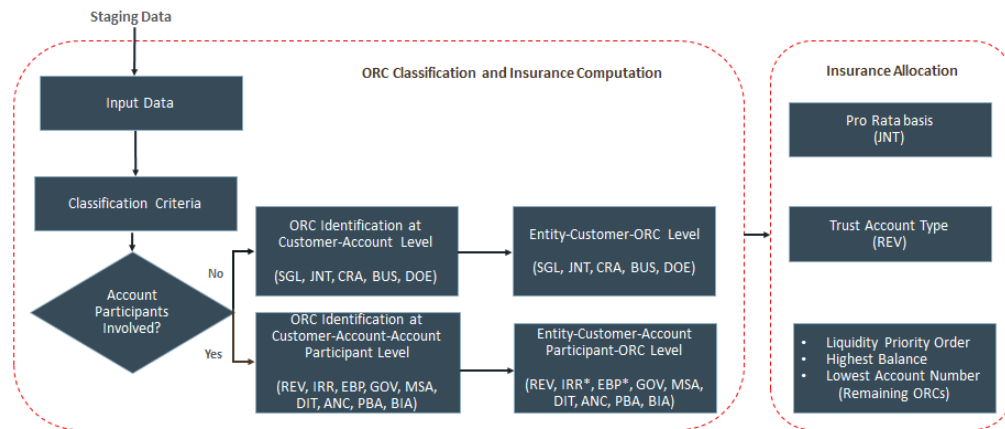 Staging Data
ORC Classification and Insurance Computation
Input Data
Classification Criteria
Account
Participants
Involved?
No
Yes
ORC Identification at
Customer-Account Level
(SGL, JNT, CRA, BUS, DOE)
Entity-Customer-ORC Level
(SGL, JNT, CRA, BUS, DOE)
ORC Identification at
Customer-Account-Account
Participant Level
(REV, IRR, EBP, GOV, MSA,
DIT, ANC, PBA, BIA)
Entity-Customer-Account
Participant-ORC Level
(REV, IRR*, EBP*, GOV, MSA,
DIT, ANC, PBA, BIA)
Insurance Allocation
Pro Rata basis
(JNT)
Trust Account Type
(REV)
• Liquidity Priority Order
• Highest Balance
• Lowest Account Number
(Remaining ORCs)